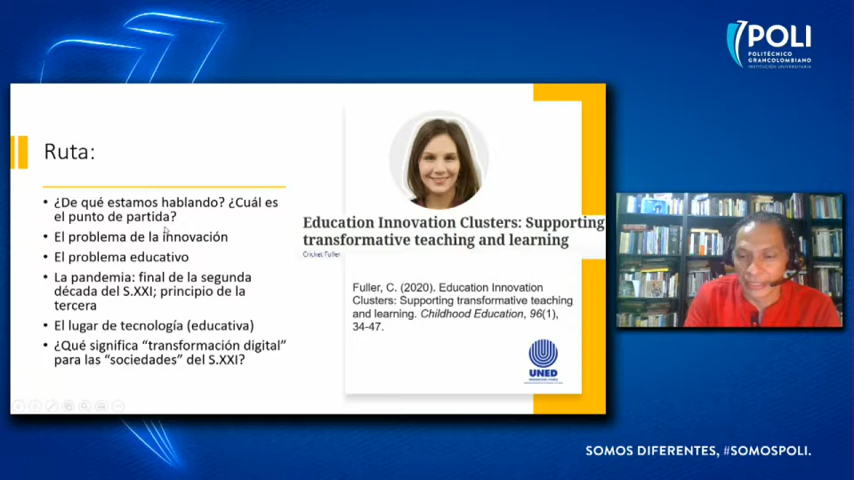 POLI
POLITÉCNICO
GRANCOLOMBIANO
INSTITUCIÓN UNIVERSITARIA
Ruta:
• ¿De qué estamos hablando? ¿Cuál es
el punto de partida?
• El problema de la innovación
• El problema educativo
• La pandemia: final de la segunda
década del S.XXI; principio de la
tercera
• El lugar de tecnología (educativa)
• ¿Qué significa “transformación digital”
para las “sociedades” del S.XXI?
Education Innovation Clusters: Supporting
transformative teaching and learning
Cricket Fuller
Fuller, C. (2020). Education Innovation
Clusters: Supporting transformative teaching
and learning. Childhood Education, 96(1),
34-47.
UNED
SOMOS DIFERENTES, #SOMOSPOLI.